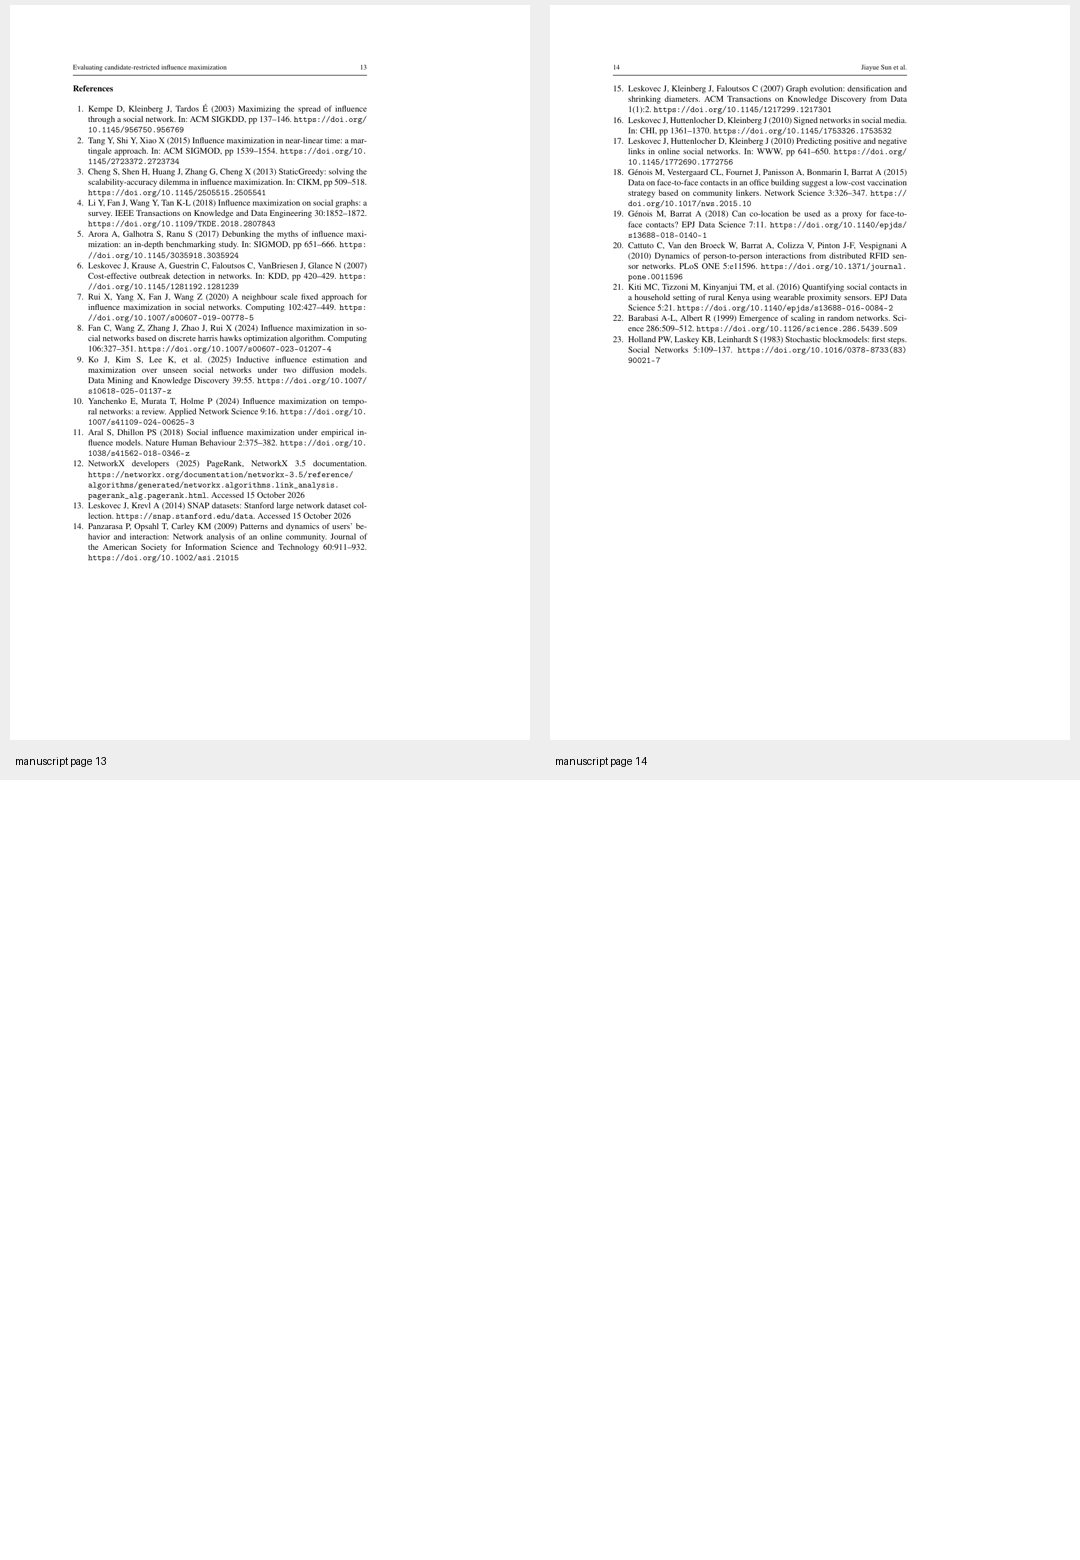 Evaluating candidate-restricted influence maximization 13
References
1. Kempe D, Kleinberg J, Tardos É (2003) Maximizing the spread of influence
through a social network. In: ACM SIGKDD, pp 137–146. https://doi.org/
10.1145/956750.956769
2. Tang Y, Shi Y, Xiao X (2015) Influence maximization in near-linear time: a mar-
tingale approach. In: ACM SIGMOD, pp 1539–1554. https://doi.org/10.
1145/2723372.2723734
3. Cheng S, Shen H, Huang J, Zhang G, Cheng X (2013) StaticGreedy: solving the
scalability-accuracy dilemma in influence maximization. In: CIKM, pp 509–518.
https://doi.org/10.1145/2505515.2505541
4. Li Y, Fan J, Wang Y, Tan K-L (2018) Influence maximization on social graphs: a
survey. IEEE Transactions on Knowledge and Data Engineering 30:1852–1872.
https://doi.org/10.1109/TKDE.2018.2807843
5. Arora A, Galhotra S, Ranu S (2017) Debunking the myths of influence maxi-
mization: an in-depth benchmarking study. In: SIGMOD, pp 651–666. https:
//doi.org/10.1145/3035918.3035924
6. Leskovec J, Krause A, Guestrin C, Faloutsos C, VanBriesen J, Glance N (2007)
Cost-effective outbreak detection in networks. In: KDD, pp 420–429. https:
//doi.org/10.1145/1281192.1281239
7. Rui X, Yang X, Fan J, Wang Z (2020) A neighbour scale fixed approach for
influence maximization in social networks. Computing 102:427–449. https:
//doi.org/10.1007/s00607-019-00778-5
8. Fan C, Wang Z, Zhang J, Zhao J, Rui X (2024) Influence maximization in so-
cial networks based on discrete harris hawks optimization algorithm. Computing
106:327–351. https://doi.org/10.1007/s00607-023-01207-4
9. Ko J, Kim S, Lee K, et al. (2025) Inductive influence estimation and
maximization over unseen social networks under two diffusion models.
Data Mining and Knowledge Discovery 39:55. https://doi.org/10.1007/
s10618-025-01137-z
10. Yanchenko E, Murata T, Holme P (2024) Influence maximization on tempo-
ral networks: a review. Applied Network Science 9:16. https://doi.org/10.
1007/s41109-024-00625-3
11. Aral S, Dhillon PS (2018) Social influence maximization under empirical in-
fluence models. Nature Human Behaviour 2:375–382. https://doi.org/10.
1038/s41562-018-0346-z
12. NetworkX developers (2025) PageRank, NetworkX 3.5 documentation.
https://networkx.org/documentation/networkx-3.5/reference/
algorithms/generated/networkx.algorithms.link_analysis.
pagerank_alg.pagerank.html. Accessed 15 October 2026
13. Leskovec J, Krevl A (2014) SNAP datasets: Stanford large network dataset col-
lection. https://snap.stanford.edu/data. Accessed 15 October 2026
14. Panzarasa P, Opsahl T, Carley KM (2009) Patterns and dynamics of users' be-
havior and interaction: Network analysis of an online community. Journal of
the American Society for Information Science and Technology 60:911–932.
https://doi.org/10.1002/asi.21015
manuscript page 13
14 Jiayue Sun et al.
15. Leskovec J, Kleinberg J, Faloutsos C (2007) Graph evolution: densification and
shrinking diameters. ACM Transactions on Knowledge Discovery from Data
1(1):2. https://doi.org/10.1145/1217299.1217301
16. Leskovec J, Huttenlocher D, Kleinberg J (2010) Signed networks in social media.
In: CHI, pp 1361–1370. https://doi.org/10.1145/1753326.1753532
17. Leskovec J, Huttenlocher D, Kleinberg J (2010) Predicting positive and negative
links in online social networks. In: WWW, pp 641–650. https://doi.org/
10.1145/1772690.1772756
18. Génois M, Vestergaard CL, Fournet J, Panisson A, Bonmarin I, Barrat A (2015)
Data on face-to-face contacts in an office building suggest a low-cost vaccination
strategy based on community linkers. Network Science 3:326–347. https://
doi.org/10.1017/nws.2015.10
19. Génois M, Barrat A (2018) Can co-location be used as a proxy for face-to-
face contacts? EPJ Data Science 7:11. https://doi.org/10.1140/epjds/
s13688-018-0140-1
20. Cattuto C, Van den Broeck W, Barrat A, Colizza V, Pinton J-F, Vespignani A
(2010) Dynamics of person-to-person interactions from distributed RFID sen-
sor networks. PLoS ONE 5:e11596. https://doi.org/10.1371/journal.
pone.0011596
21. Kiti MC, Tizzoni M, Kinyanjui TM, et al. (2016) Quantifying social contacts in
a household setting of rural Kenya using wearable proximity sensors. EPJ Data
Science 5:21. https://doi.org/10.1140/epjds/s13688-016-0084-2
22. Barabasi A-L, Albert R (1999) Emergence of scaling in random networks. Sci-
ence 286:509–512. https://doi.org/10.1126/science.286.5439.509
23. Holland PW, Laskey KB, Leinhardt S (1983) Stochastic blockmodels: first steps.
Social Networks 5:109–137. https://doi.org/10.1016/0378-8733(83)
90021-7
manuscript page 14